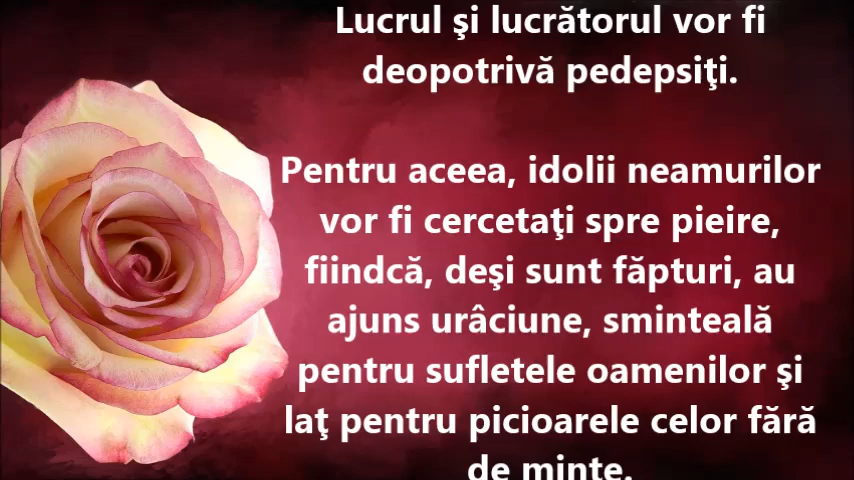 Lucrul şi lucrătorul vor fi
deopotrivă pedepsiţi.
Pentru aceea, idolii neamurilor
vor fi cercetaţi spre pieire,
fiindcă, deşi sunt făpturi, au
ajuns urâciune, sminteală
pentru sufletele oamenilor şi
laţ pentru picioarele celor fără
de minte.